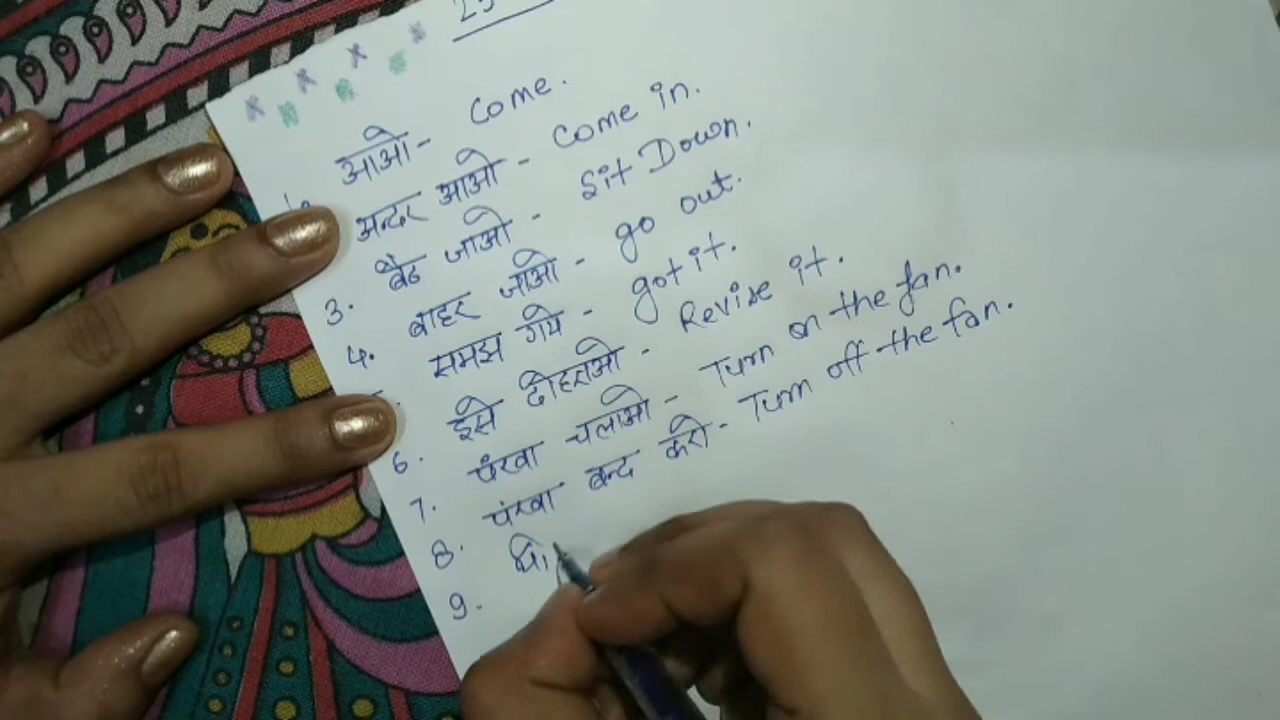 आओ - Come.
अन्दर आओ - Come in.
3. बैठ जाओ - Sit Down.
4. बाहर जाओ - go out.
समझ गये - got it.
6. इसे दोहराओ - Revise it.
7. पंखा चलाओ - Turn on the fan.
8. पंखा बन्द करो - Turn off the fan.
9.